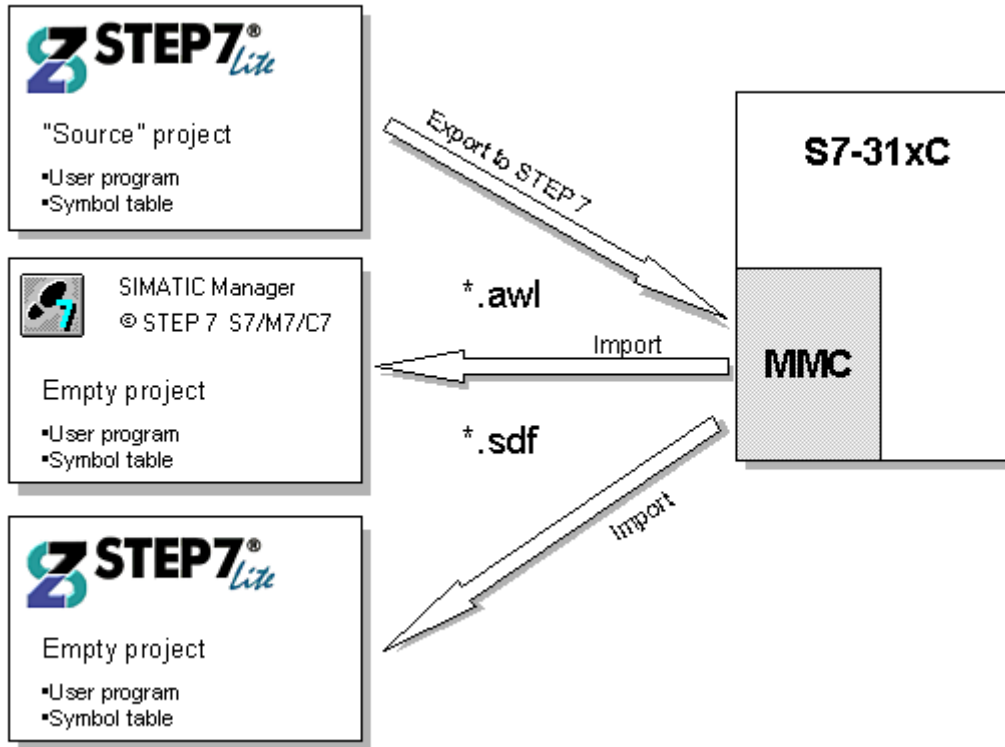 STEP7® Lite
"Source" project
▪User program
▪Symbol table
SIMATIC Manager
© STEP 7 S7/M7/C7
Empty project
▪User program
▪Symbol table
STEP7® Lite
Empty project
▪User program
▪Symbol table
Export to STEP 7
*.awl
Import
*.sdf
Import
S7-31xC
MMC
7